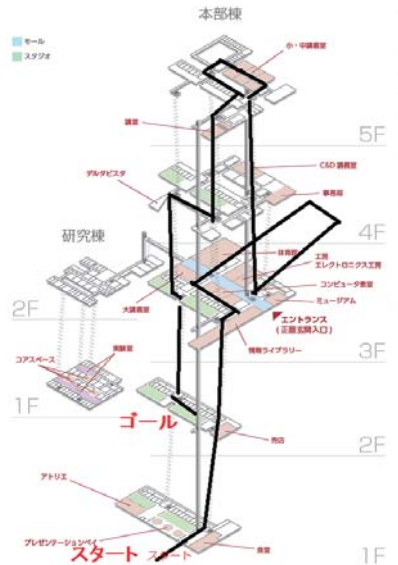 本部棟
モール
スタジオ
小・中講義室
講堂
5F
C&D 講義室
デルタビスタ
事務局
研究棟
4F
体育館
工房
エレクトロニクス工房
コンピュータ教室
2F
大講義室
ミュージアム
エントランス
(正面玄関入口)
実験室
コアスペース
情報ライブラリー
3F
1F
ゴール
売店
2F
アトリエ
プレゼンテーションベイ
スタート
スタート
食堂
1F